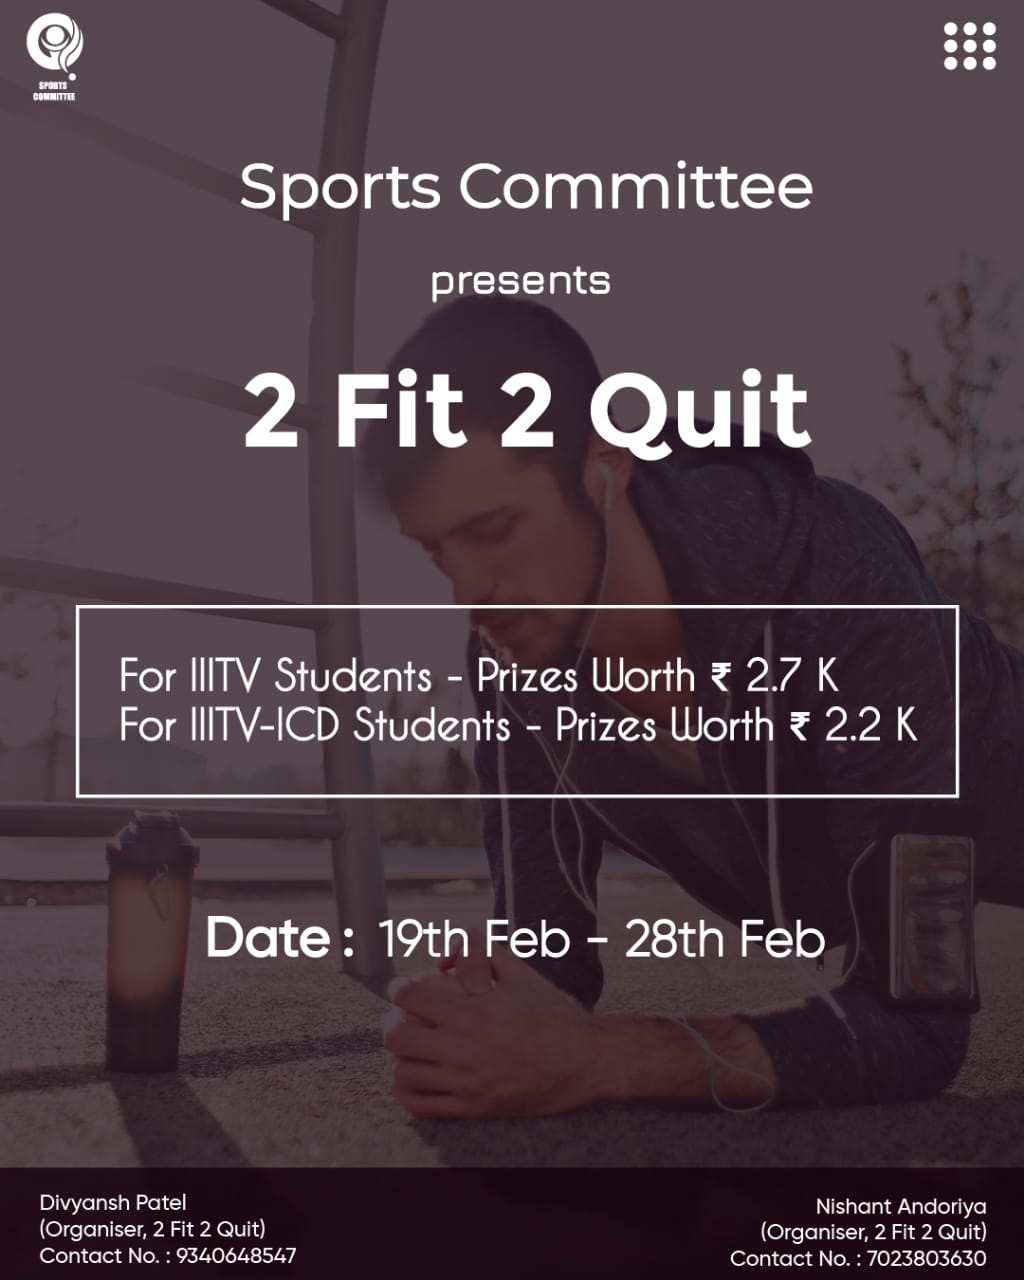 SPORTS
COMMITTEE
Sports Committee
presents
2 Fit 2 Quit
For IIITV Students - Prizes Worth ₹ 2.7 K
For IIITV-ICD Students - Prizes Worth ₹ 2.2 K
Date : 19th Feb - 28th Feb
Divyansh Patel
(Organiser, 2 Fit 2 Quit)
Contact No. : 9340648547
Nishant Andoriya
(Organiser, 2 Fit 2 Quit)
Contact No. : 7023803630